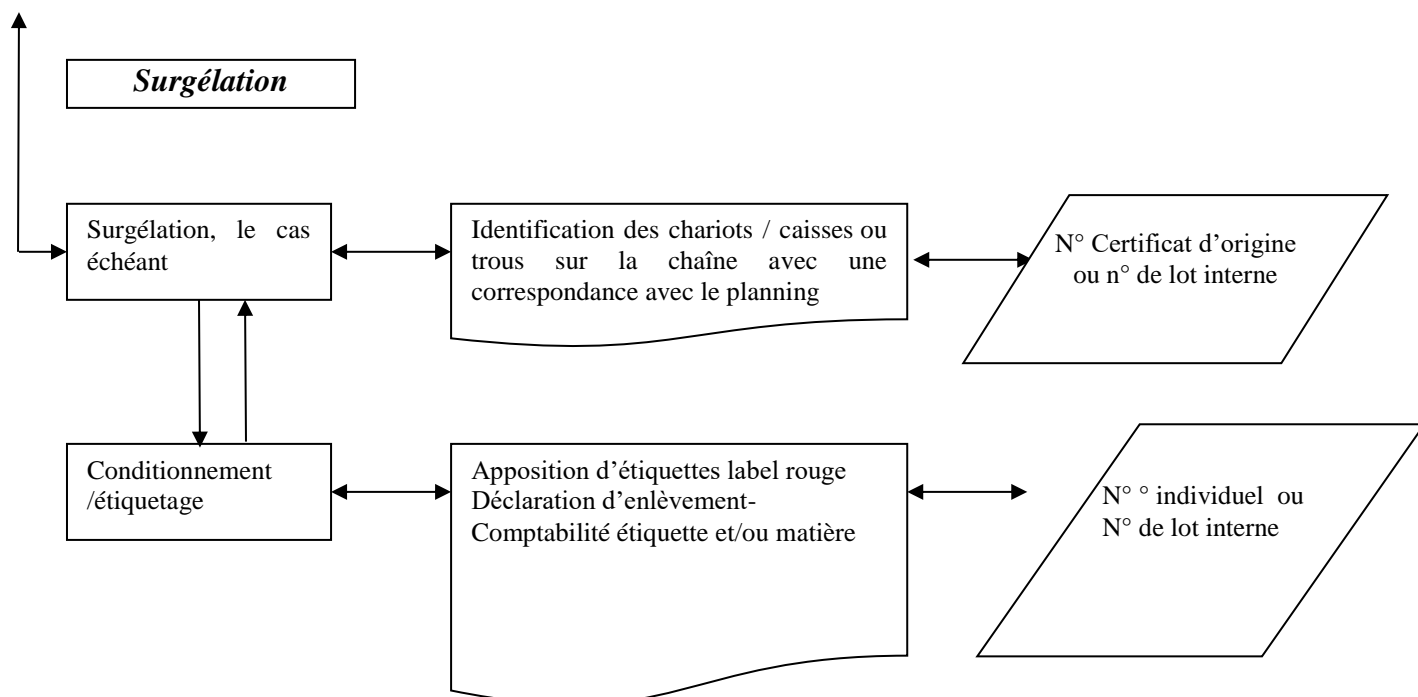 Surgélation
Surgélation, le cas
échéant
Identification des chariots / caisses ou
trous sur la chaîne avec une
correspondance avec le planning
N° Certificat d’origine
ou n° de lot interne
Conditionnement
/étiquetage
Apposition d’étiquettes label rouge
Déclaration d’enlèvement-
Comptabilité étiquette et/ou matière
N° ° individuel ou
N° de lot interne